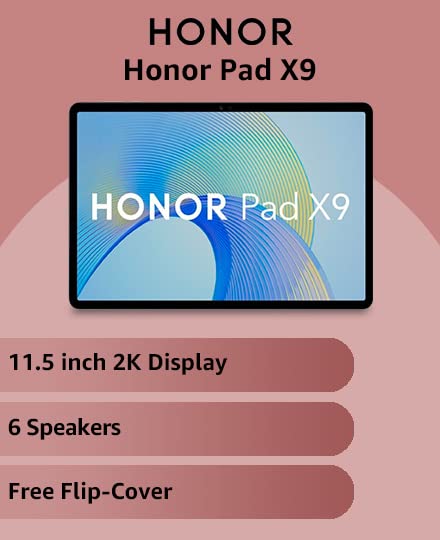 HONOR
Honor Pad X9
HONOR Pad X9
11.5 inch 2K Display
6 Speakers
Free Flip-Cover